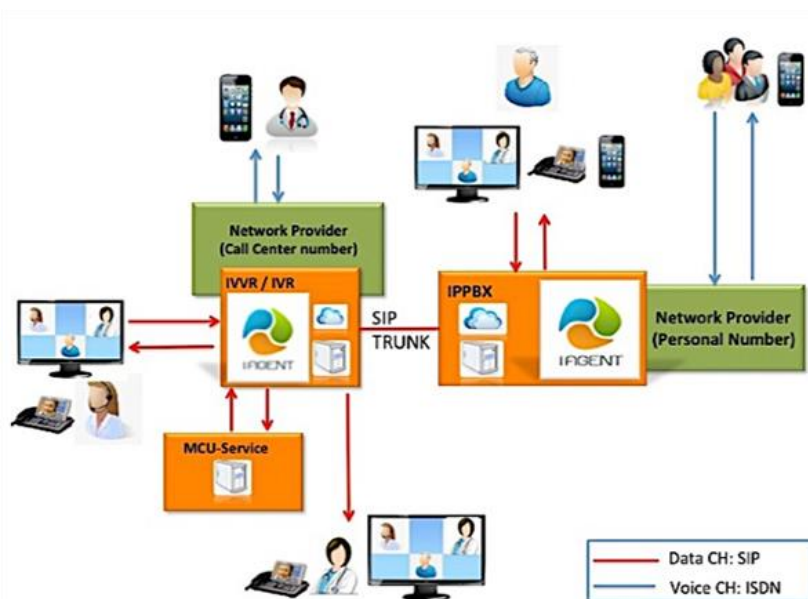 Network Provider
(Call Center number)
IVVR / IVR
IAGENT
SIP
TRUNK
IPPBX
IAGENT
Network Provider
(Personal Number)
MCU-Service
Data CH: SIP
Voice CH: ISDN